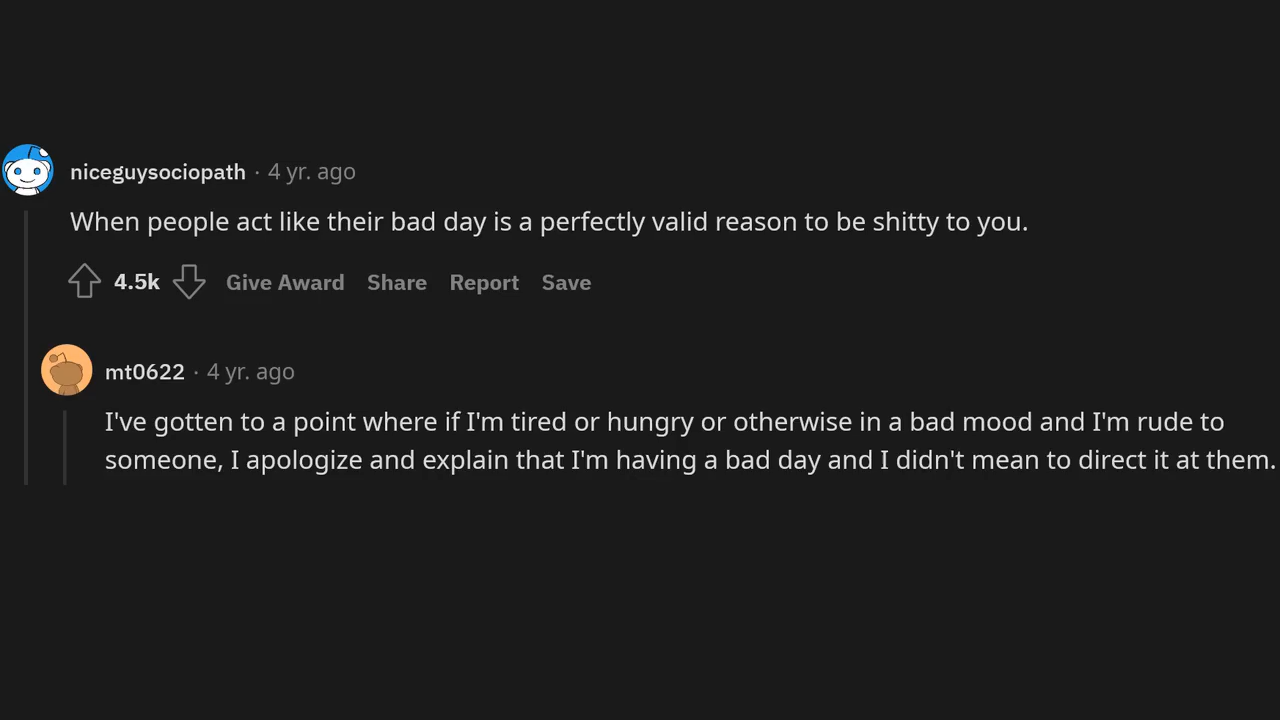 niceguysociopath · 4 yr. ago
When people act like their bad day is a perfectly valid reason to be shitty to you.
4.5k Give Award Share Report Save
mt0622 · 4 yr. ago
I've gotten to a point where if I'm tired or hungry or otherwise in a bad mood and I'm rude to
someone, I apologize and explain that I'm having a bad day and I didn't mean to direct it at them.